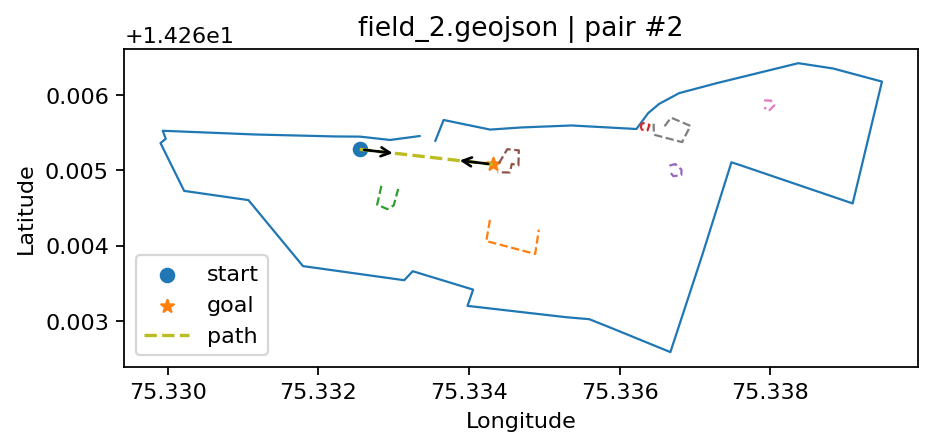 field_2.geojson | pair #2
+1.426e1
0.006
0.005
0.004
0.003
Latitude
start
goal
path
75.330
75.332
75.334
75.336
75.338
Longitude